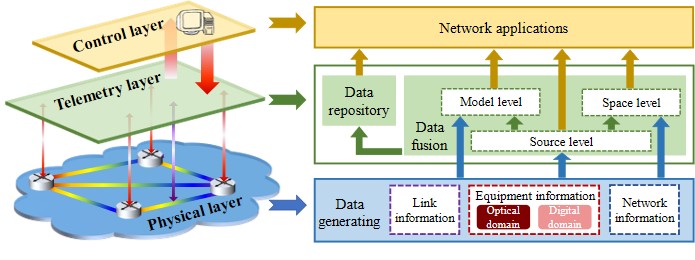 Control layer
Telemetry layer
Physical layer
Network applications
Data
repository
Data
fusion
Model level
Space level
Source level
Data
generating
Link
information
Equipment information
Optical
domain
Digital
domain
Network
information